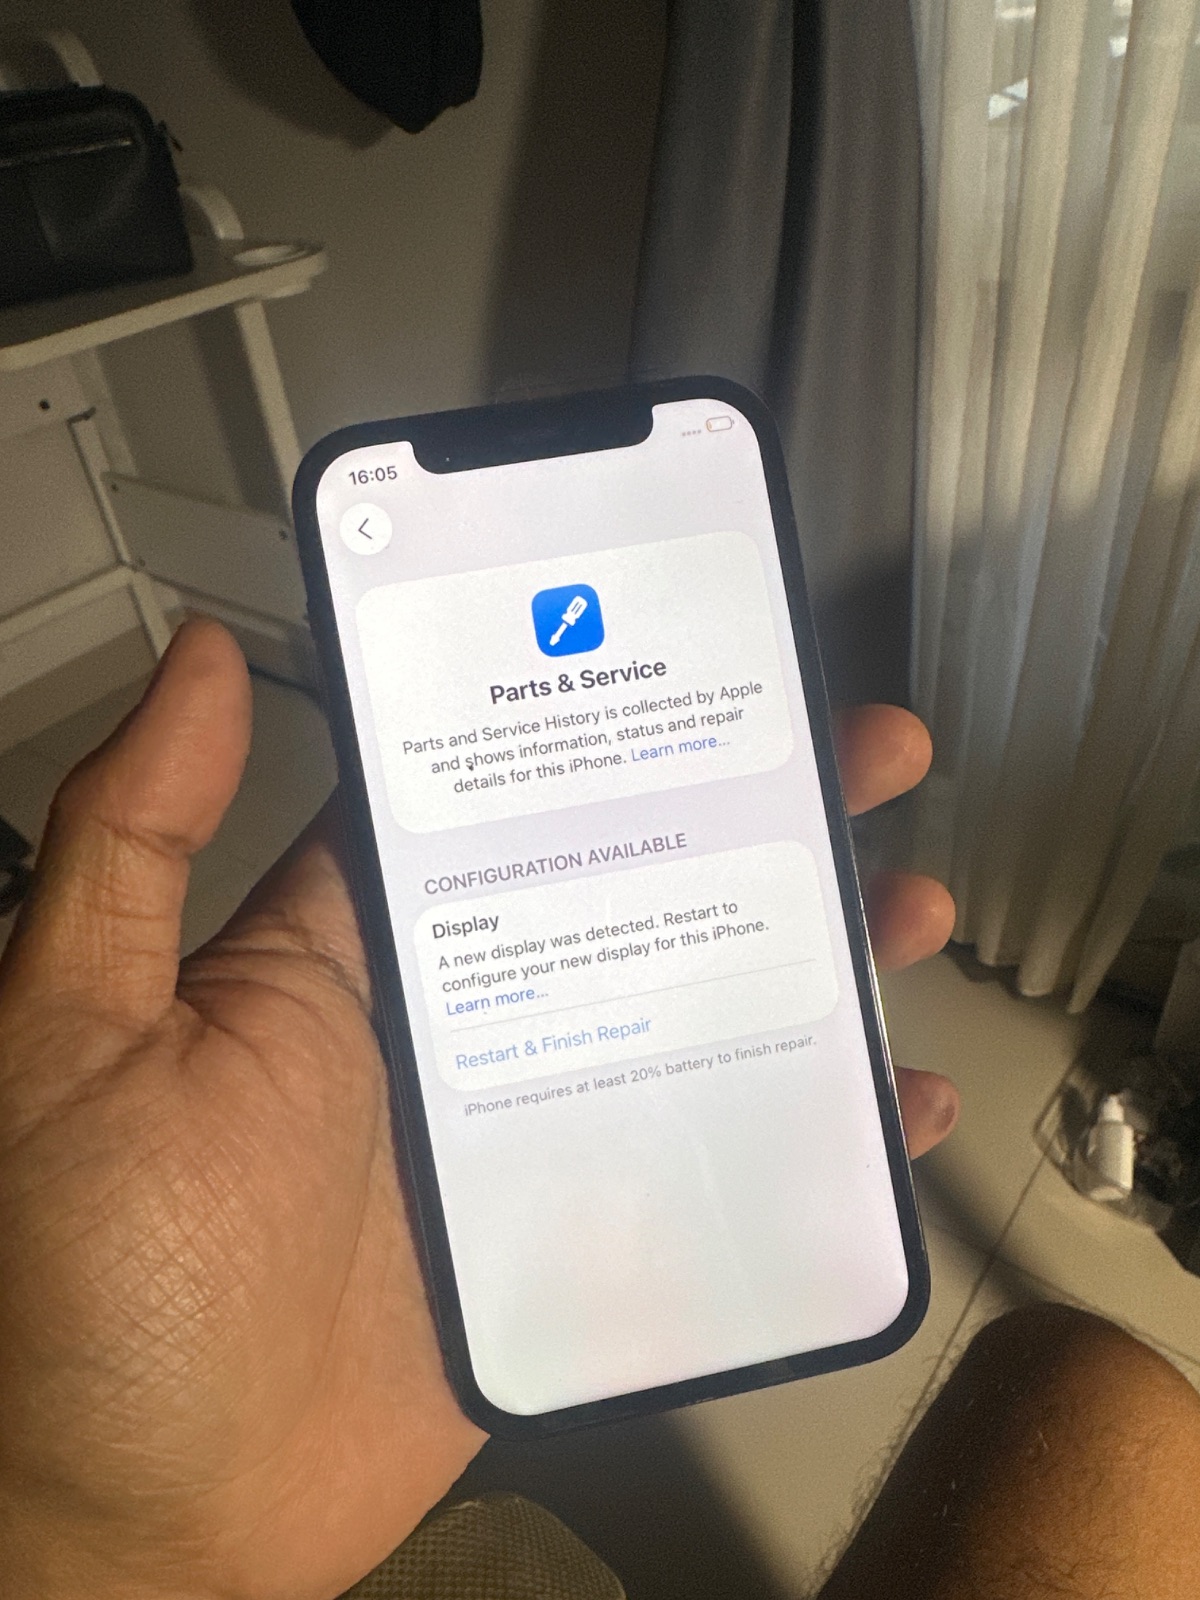 16:05
Parts & Service
Parts and Service History is collected by Apple
and shows information, status and repair
details for this iPhone. Learn more...
CONFIGURATION AVAILABLE
Display
A new display was detected. Restart to
configure your new display for this iPhone.
Learn more...
Restart & Finish Repair
iPhone requires at least 20% battery to finish repair.